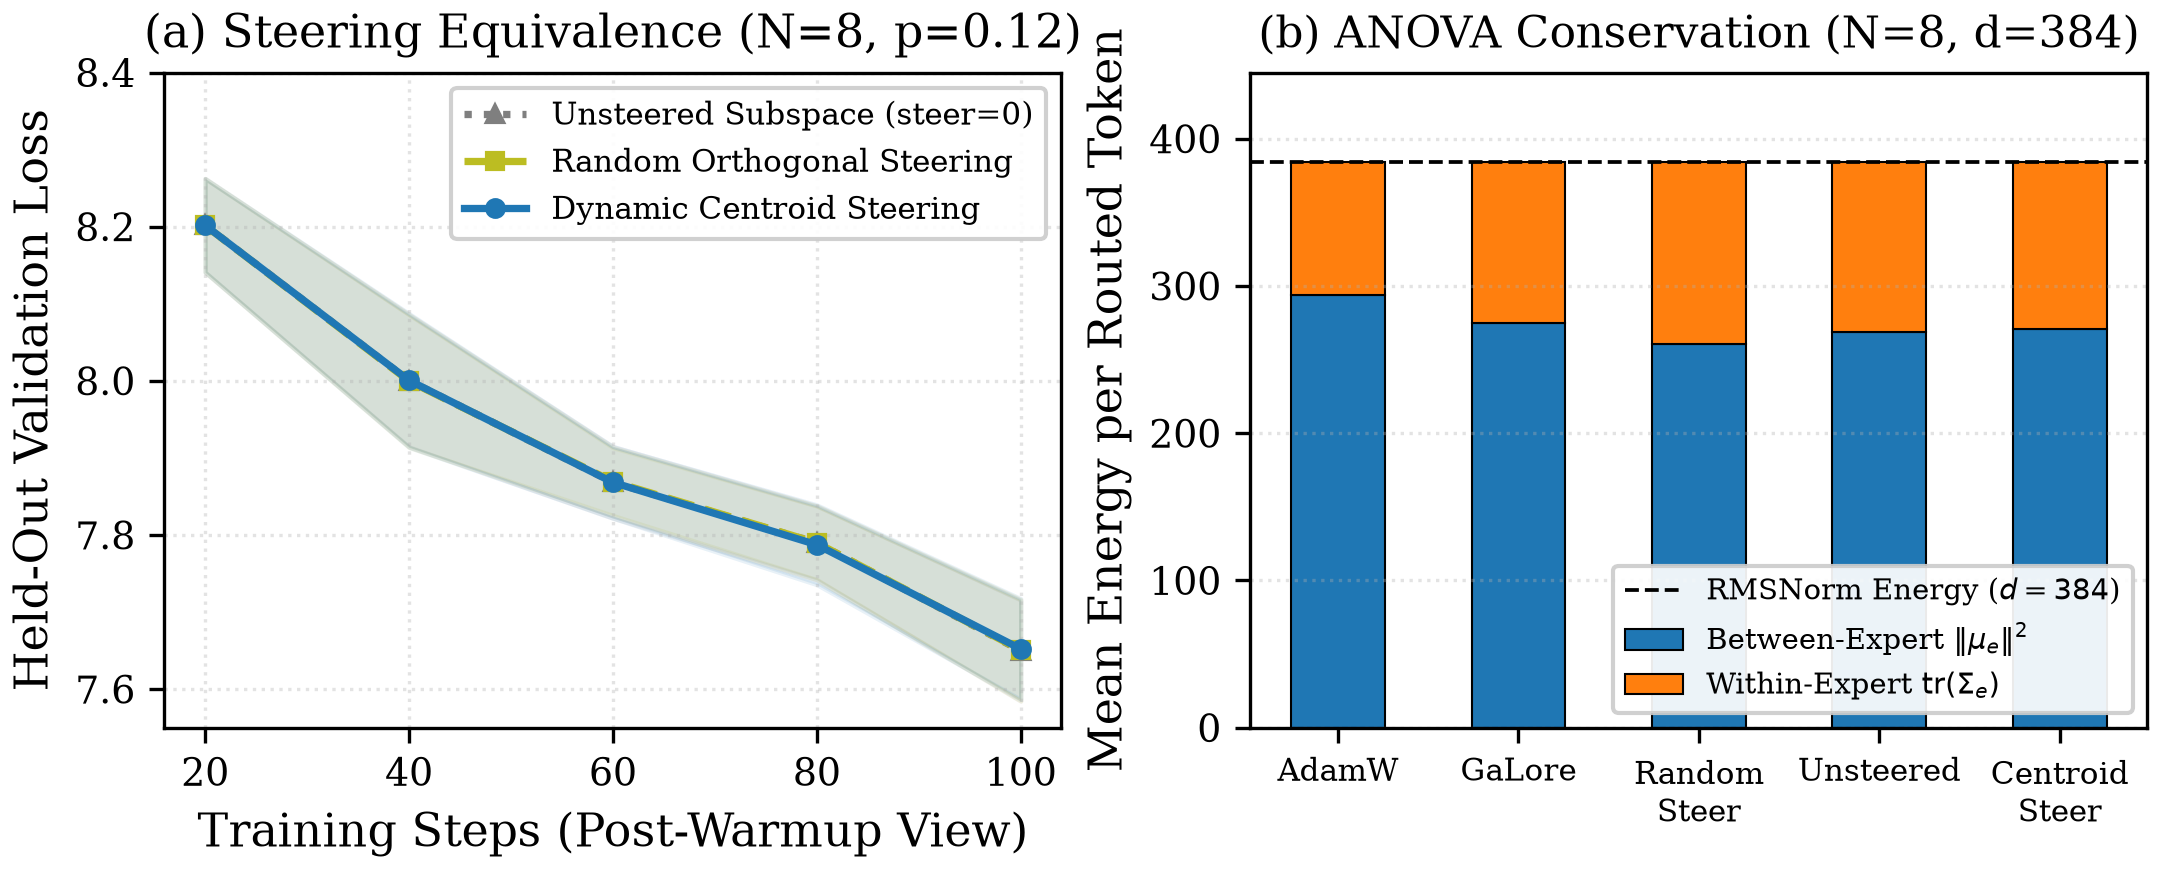 (a) Steering Equivalence (N=8, p=0.12)
Held-Out Validation Loss
8.4
8.2
8.0
7.8
7.6
Unsteered Subspace (steer=0)
Random Orthogonal Steering
Dynamic Centroid Steering
20 40 60 80 100
Training Steps (Post-Warmup View)
(b) ANOVA Conservation (N=8, d=384)
Mean Energy per Routed Token
400
300
200
100
0
RMSNorm Energy (d = 384)
Between-Expert ‖μₑ‖²
Within-Expert tr(Σₑ)
AdamW GaLore Random Steer Unsteered Centroid Steer